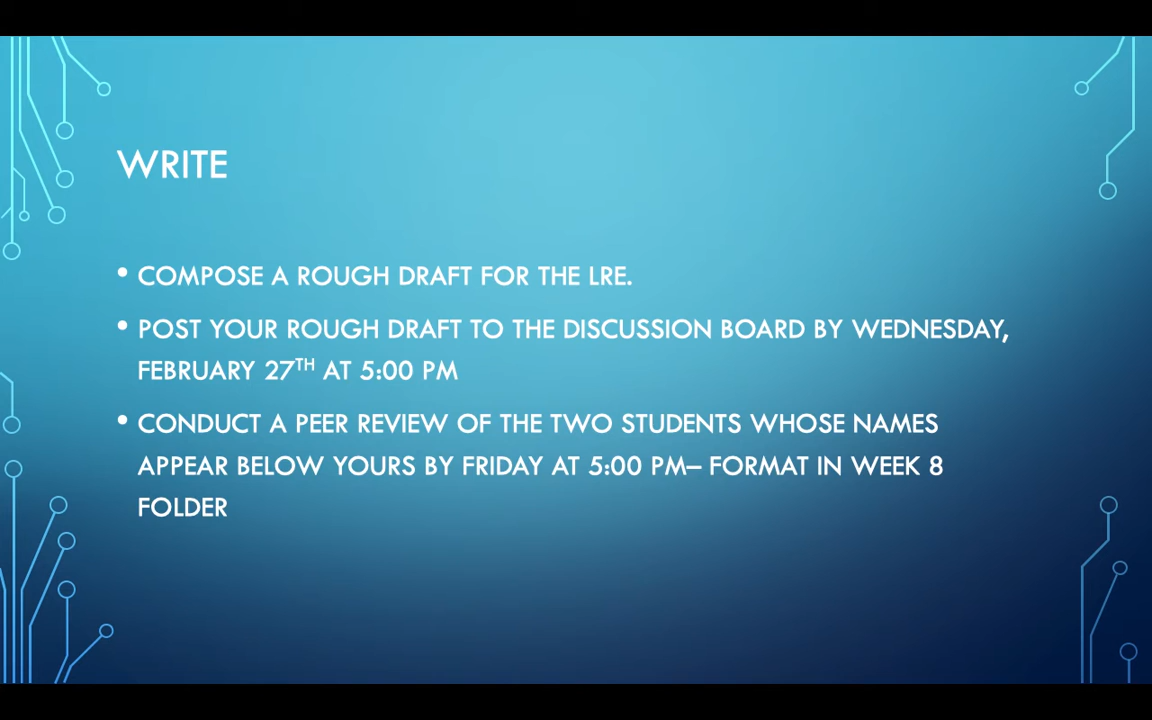 WRITE
• COMPOSE A ROUGH DRAFT FOR THE LRE.
• POST YOUR ROUGH DRAFT TO THE DISCUSSION BOARD BY WEDNESDAY,
FEBRUARY 27TH AT 5:00 PM
• CONDUCT A PEER REVIEW OF THE TWO STUDENTS WHOSE NAMES
APPEAR BELOW YOURS BY FRIDAY AT 5:00 PM– FORMAT IN WEEK 8
FOLDER